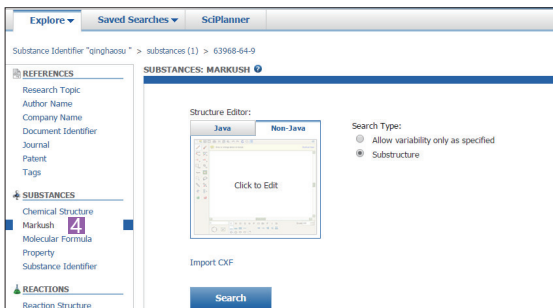 Explore ▾ Saved Searches ▾ SciPlanner
Substance Identifier "qinghaosu " > substances (1) > 63968-64-9
REFERENCES
Research Topic
Author Name
Company Name
Document Identifier
Journal
Patent
Tags
SUBSTANCES
Chemical Structure
Markush 4
Molecular Formula
Property
Substance Identifier
REACTIONS
Reaction Structure
SUBSTANCES: MARKUSH ?
Structure Editor:
Java Non-Java
Click to Edit
Import CXF
Search
Search Type:
Allow variability only as specified
Substructure